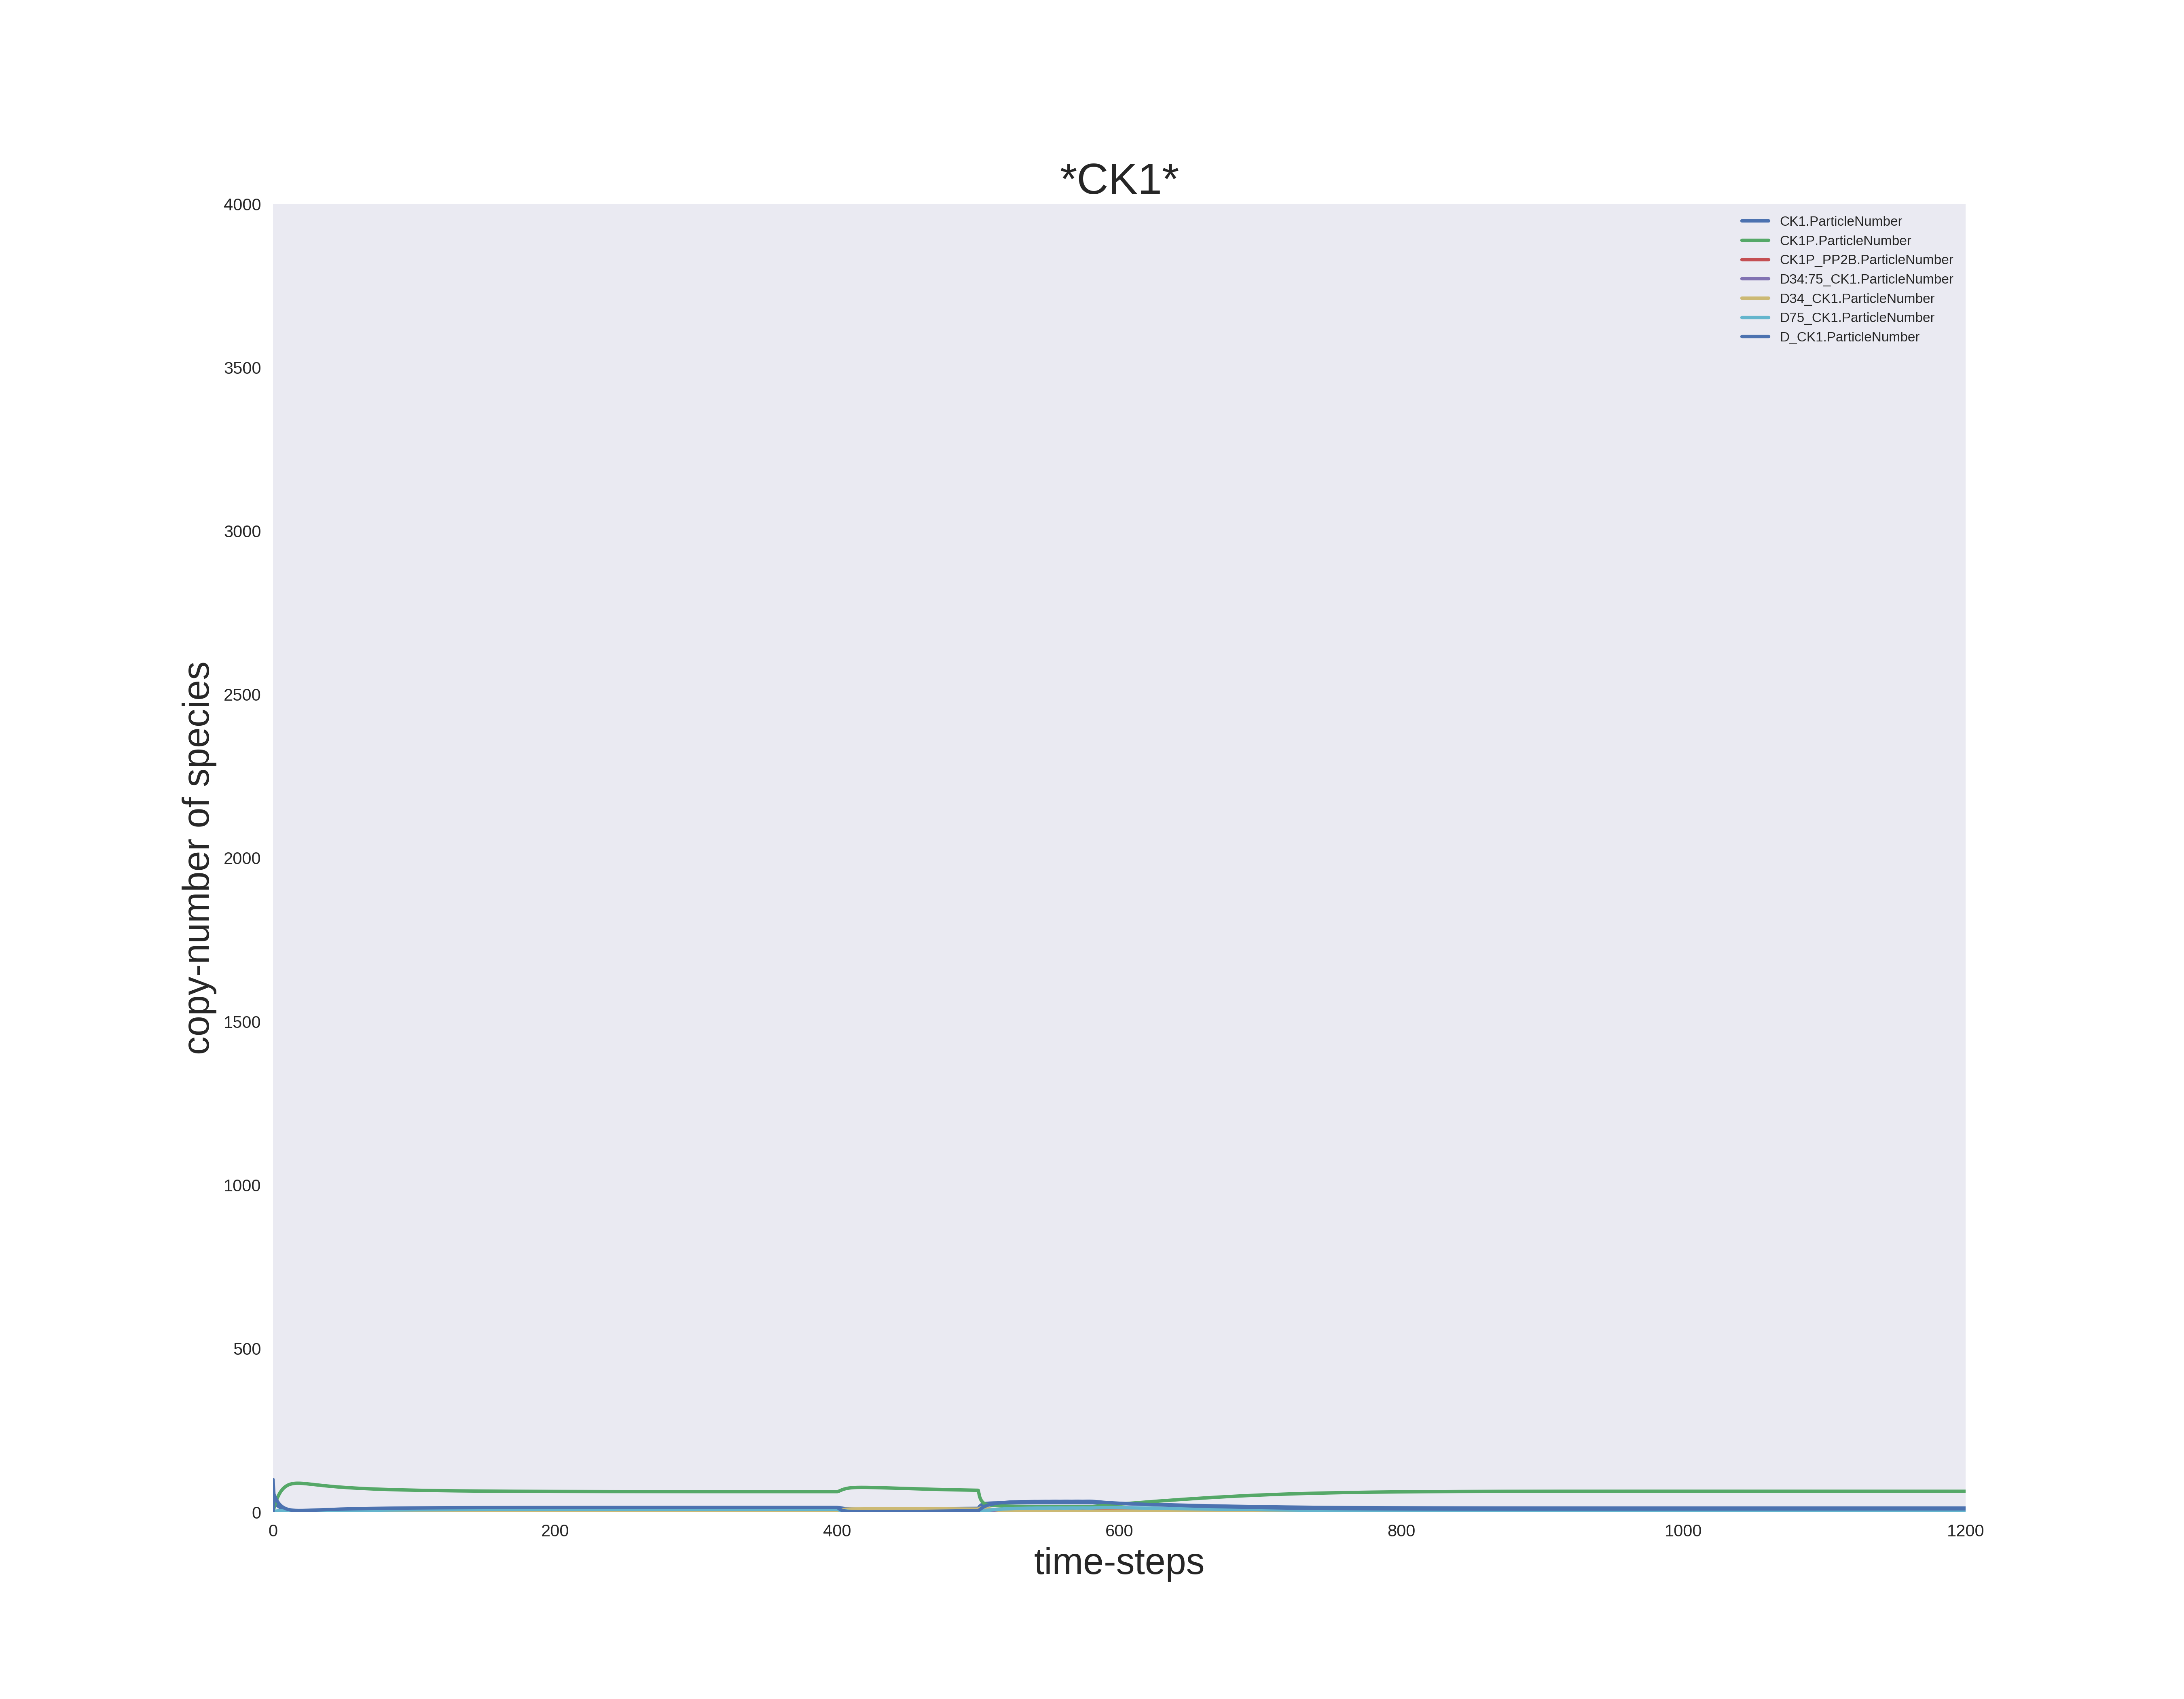 *CK1*
4000
3500
3000
2500
2000
1500
1000
500
0
copy-number of species
CK1.ParticleNumber
CK1P.ParticleNumber
CK1P_PP2B.ParticleNumber
D34:75_CK1.ParticleNumber
D34_CK1.ParticleNumber
D75_CK1.ParticleNumber
D_CK1.ParticleNumber
0 200 400 600 800 1000 1200
time-steps